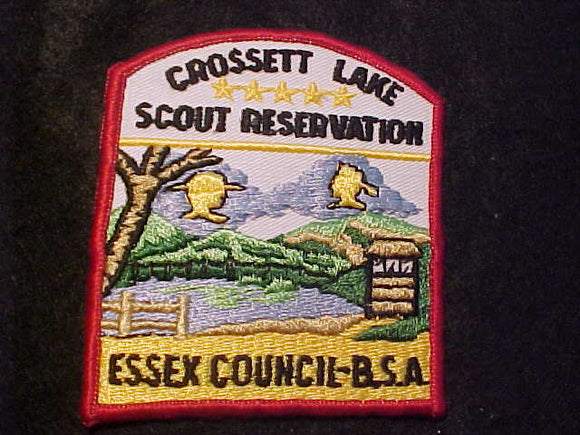 CROSSETT LAKE
SCOUT RESERVATION
ESSEX COUNCIL-B.S.A.